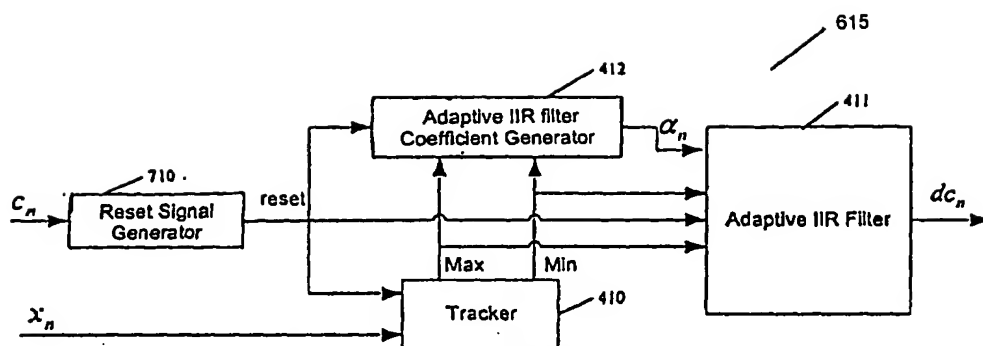 615
412
411
Adaptive IIR filter
Coefficient Generator
αn
710
Cn
reset
Reset Signal
Generator
Adaptive IIR Filter
dcn
Max
Min
410
Tracker
xn